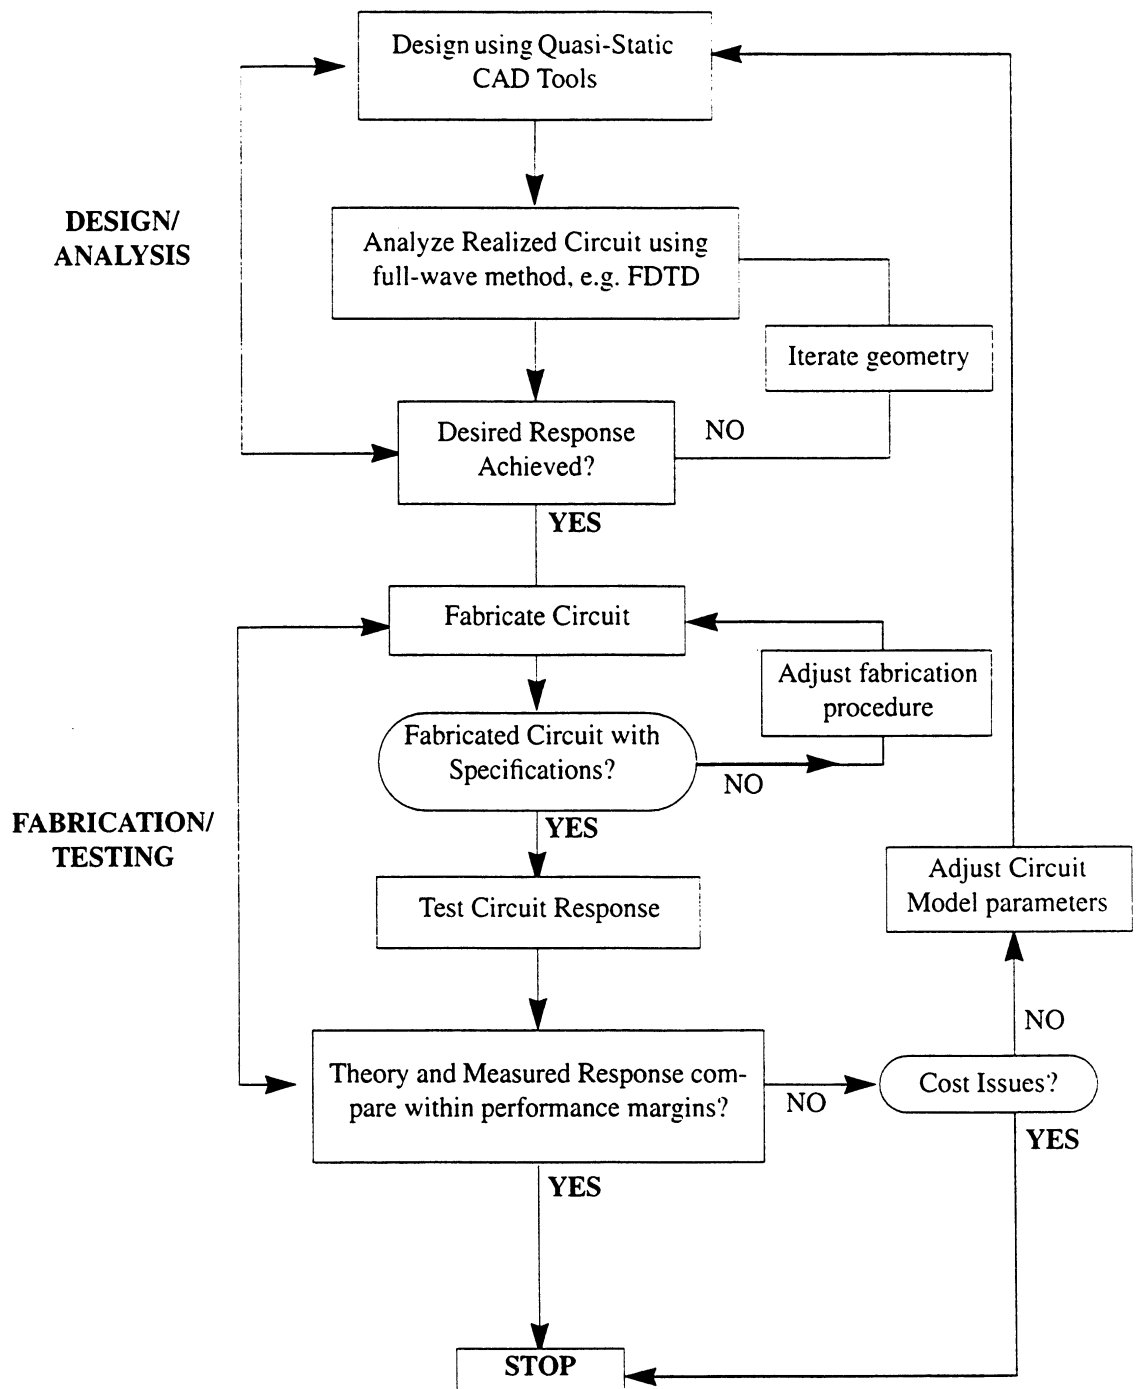 Design using Quasi-Static
CAD Tools
DESIGN/
ANALYSIS
Analyze Realized Circuit using
full-wave method, e.g. FDTD
Iterate geometry
Desired Response
Achieved?
NO
YES
Fabricate Circuit
Adjust fabrication
procedure
Fabricated Circuit with
Specifications?
NO
YES
FABRICATION/
TESTING
Test Circuit Response
Adjust Circuit
Model parameters
NO
Theory and Measured Response com-
pare within performance margins?
NO
Cost Issues?
YES
YES
STOP